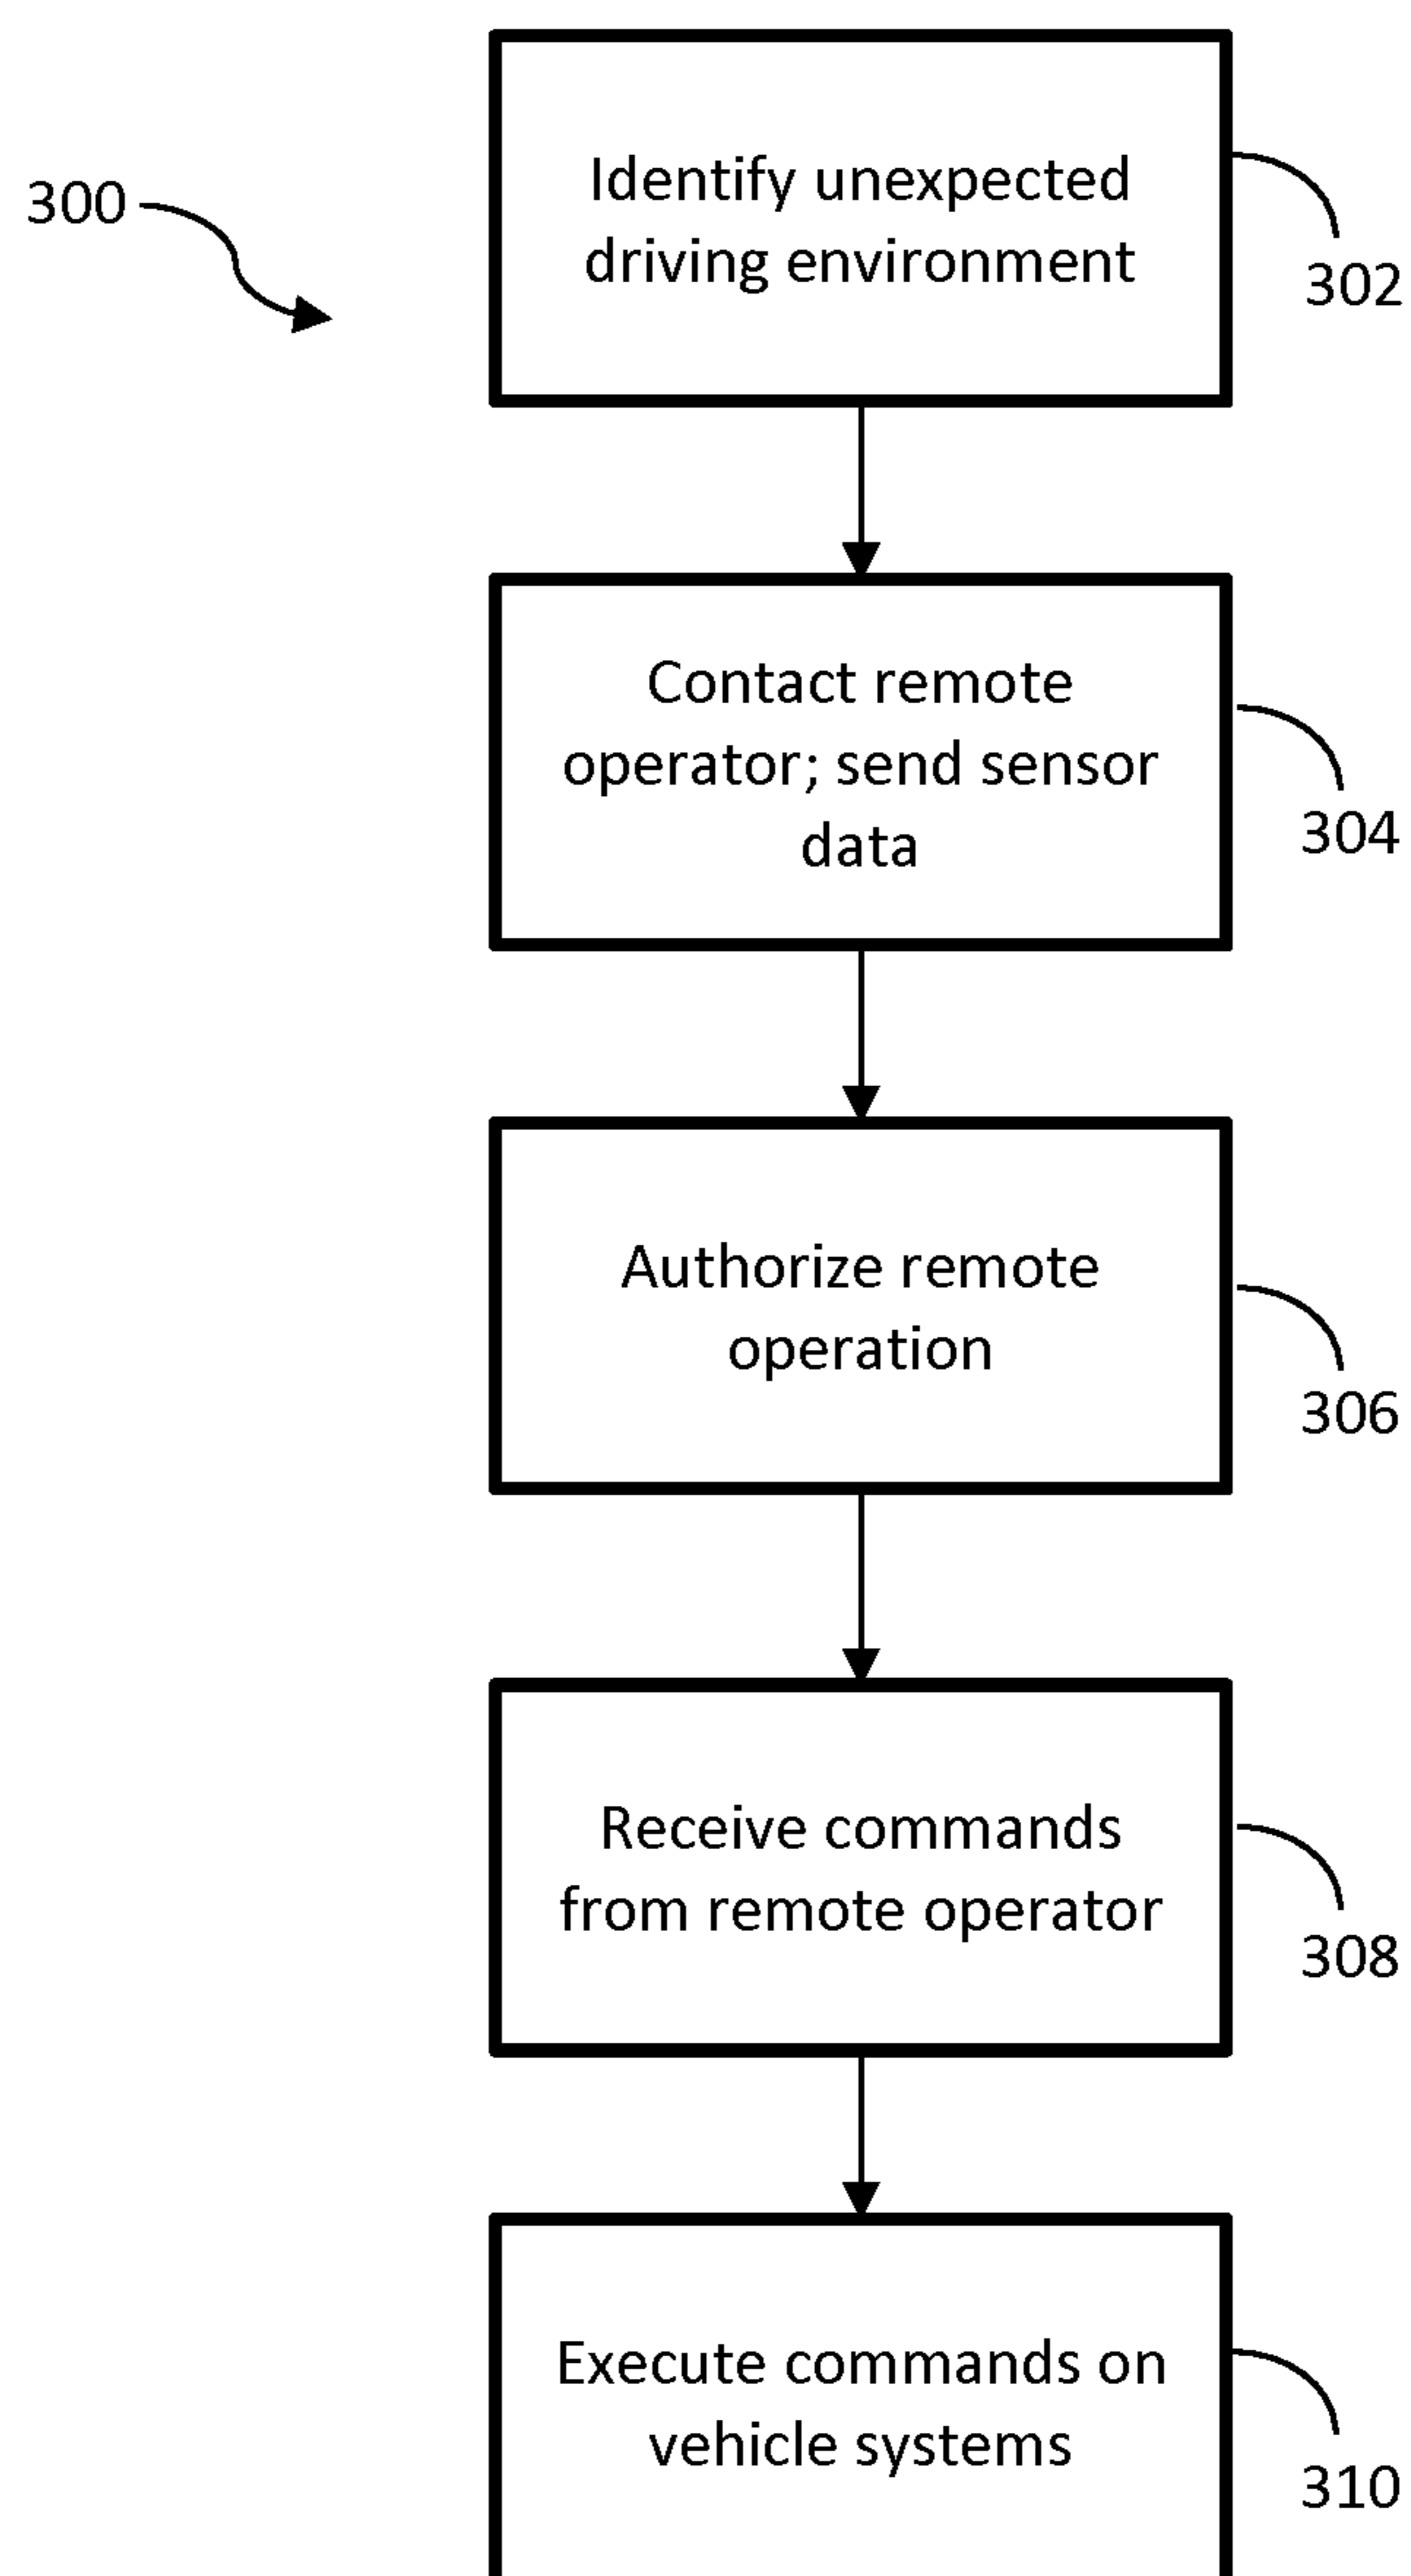 300
Identify unexpected
driving environment
302
Contact remote
operator; send sensor
data
304
Authorize remote
operation
306
Receive commands
from remote operator
308
Execute commands on
vehicle systems
310